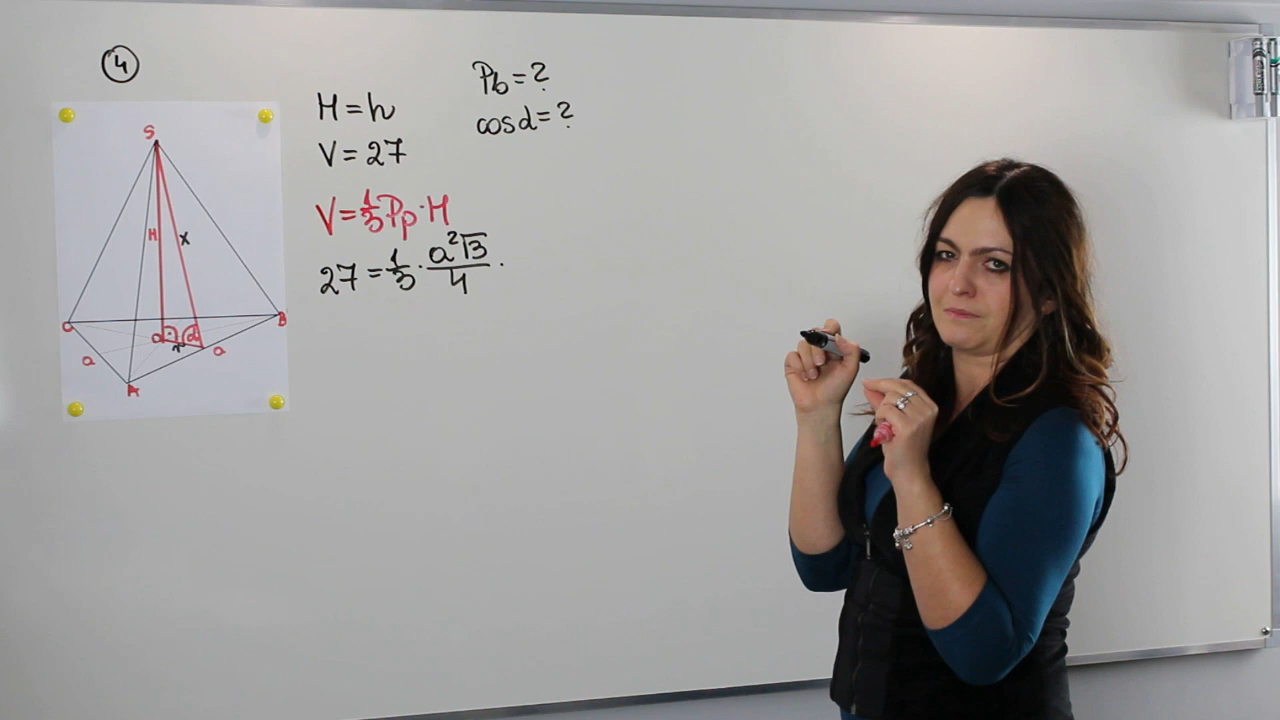 4
H = h
V = 27
V = 1/3 Pp · H
27 = 1/3 · a²√3/4 ·
Pb = ?
cos α = ?
S
H
x
C
B
O
α
r
a
a
A